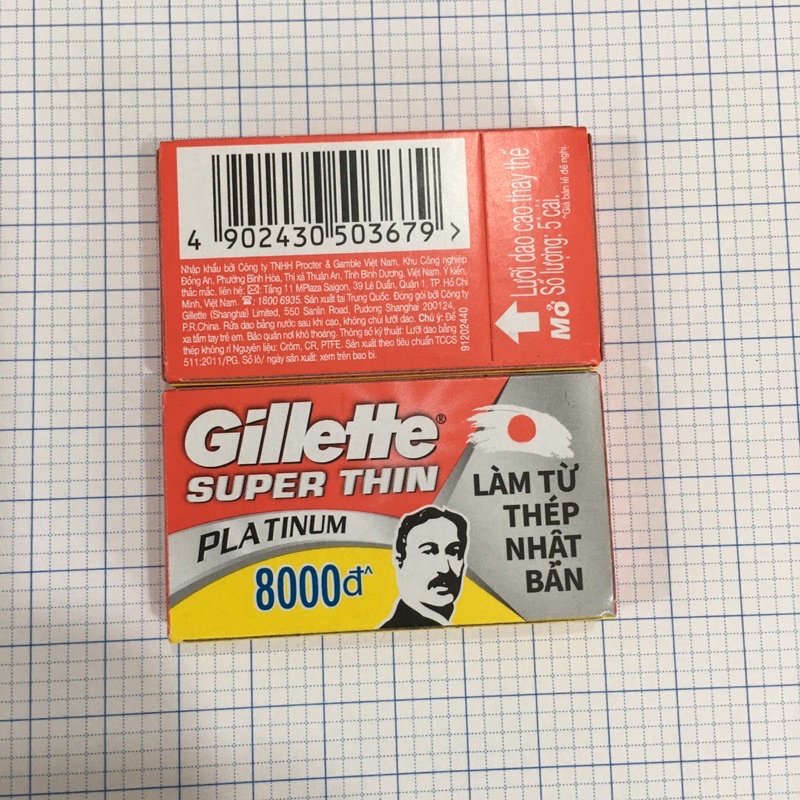 4 902430 503679 >
Nhập khẩu bởi Công ty TNHH Procter & Gamble Việt Nam, Khu Công nghiệp
Đồng An, Phường Bình Hòa, Thị xã Thuận An, Tỉnh Bình Dương, Việt Nam. Ý kiến,
thắc mắc, liên hệ: ✉: Tầng 11 MPlaza Saigon, 39 Lê Duẩn, Quận 1, TP. Hồ Chí
Minh, Việt Nam. ☎: 1800 6935. Sản xuất tại Trung Quốc. Đóng gói bởi Công ty
Gillette (Shanghai) Limited, 550 Sanlin Road, Pudong Shanghai 200124,
P.R.China. Rửa dao bằng nước sau khi cạo, không chùi lưỡi dao. Chú ý: Để
xa tầm tay trẻ em. Bảo quản nơi khô thoáng. Thông số kỹ thuật: Lưỡi dao bằng
thép không rỉ Nguyên liệu: Crôm, CR, PTFE. Sản xuất theo tiêu chuẩn TCCS
511:2011/PG. Số lô/ ngày sản xuất: xem trên bao bì.
91202440
Mở
Lưỡi dao cạo thay thế
Số lượng: 5 cái.
^Giá bán lẻ đề nghị.
Gillette®
SUPER THIN
PLATINUM
8000đ^
LÀM TỪ
THÉP
NHẬT
BẢN